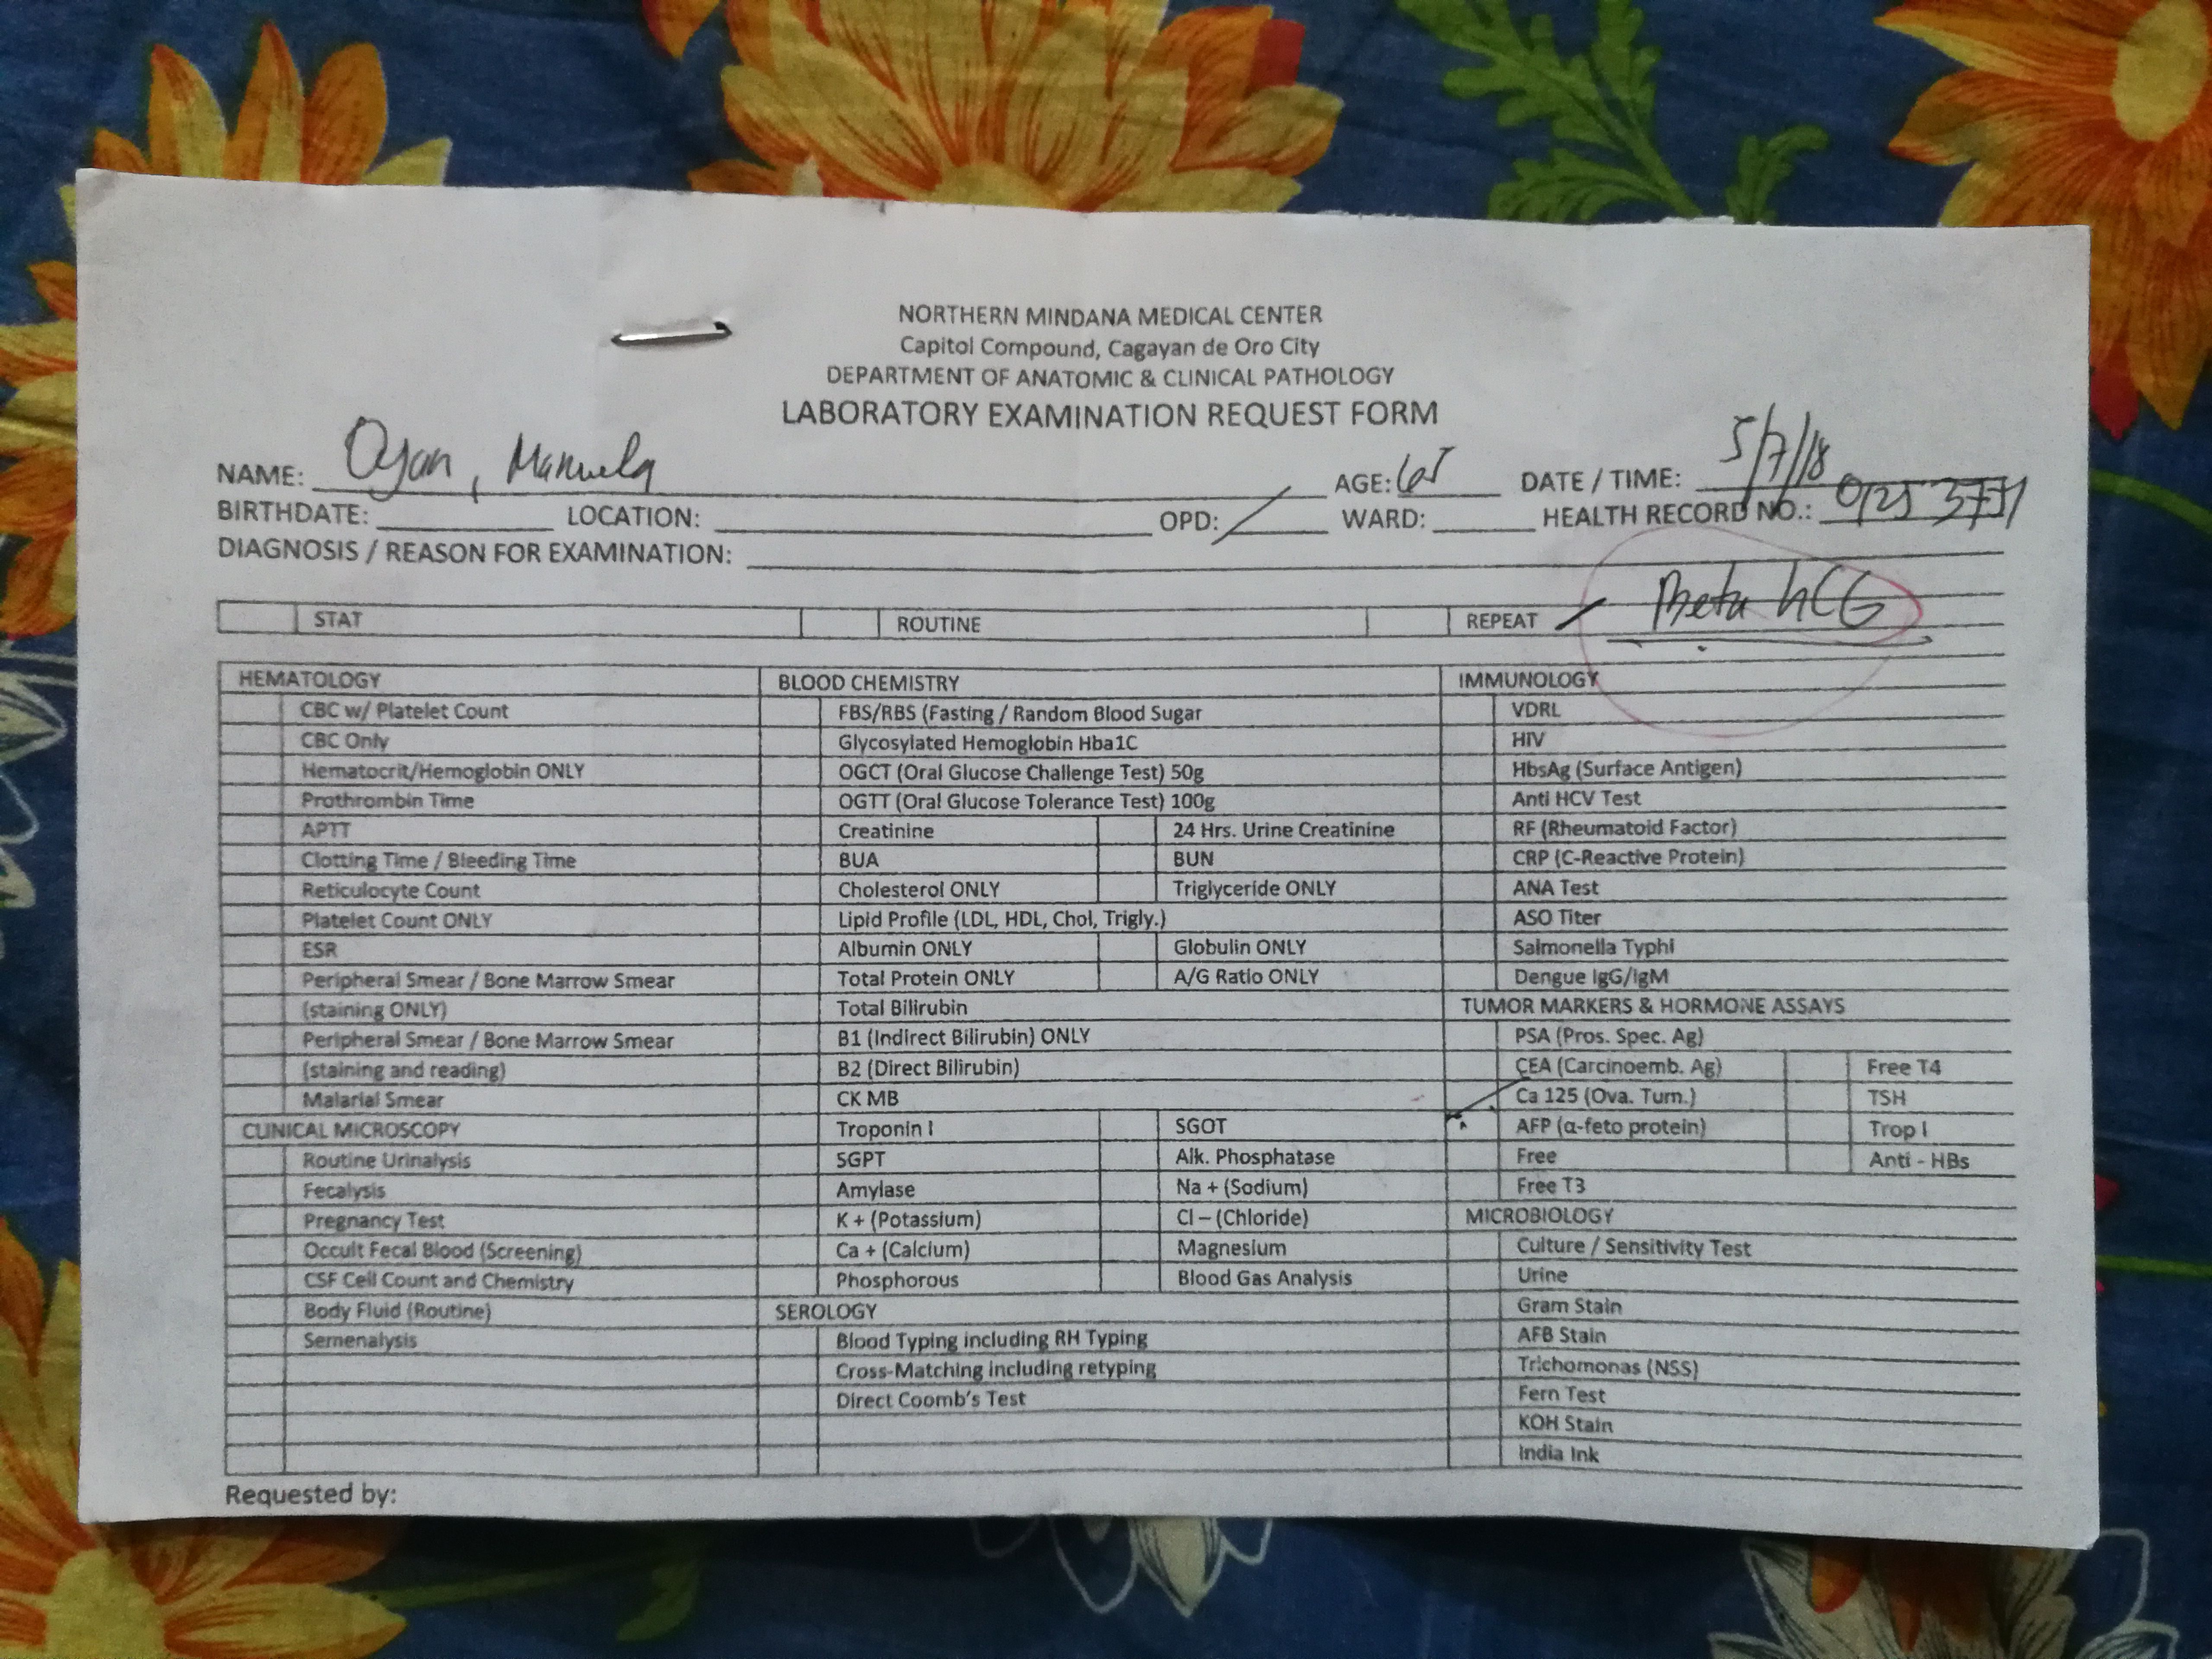 NORTHERN MINDANA MEDICAL CENTER
Capitol Compound, Cagayan de Oro City
DEPARTMENT OF ANATOMIC & CLINICAL PATHOLOGY
LABORATORY EXAMINATION REQUEST FORM
NAME: Oyan, Manuela AGE: 65 DATE / TIME: 5/7/18
BIRTHDATE: LOCATION: OPD: / WARD: HEALTH RECORD NO.:
DIAGNOSIS / REASON FOR EXAMINATION:
STAT ROUTINE REPEAT Beta hCG
HEMATOLOGY BLOOD CHEMISTRY IMMUNOLOGY
CBC w/ Platelet Count FBS/RBS (Fasting / Random Blood Sugar VDRL
CBC Only Glycosylated Hemoglobin Hba1C HIV
Hematocrit/Hemoglobin ONLY OGCT (Oral Glucose Challenge Test) 50g HbsAg (Surface Antigen)
Prothrombin Time OGTT (Oral Glucose Tolerance Test) 100g Anti HCV Test
APTT Creatinine 24 Hrs. Urine Creatinine RF (Rheumatoid Factor)
Clotting Time / Bleeding Time BUA BUN CRP (C-Reactive Protein)
Reticulocyte Count Cholesterol ONLY Triglyceride ONLY ANA Test
Platelet Count ONLY Lipid Profile (LDL, HDL, Chol, Trigly.) ASO Titer
ESR Albumin ONLY Globulin ONLY Salmonella Typhi
Peripheral Smear / Bone Marrow Smear Total Protein ONLY A/G Ratio ONLY Dengue IgG/IgM
(staining ONLY) Total Bilirubin TUMOR MARKERS & HORMONE ASSAYS
Peripheral Smear / Bone Marrow Smear B1 (Indirect Bilirubin) ONLY PSA (Pros. Spec. Ag)
(staining and reading) B2 (Direct Bilirubin) CEA (Carcinoemb. Ag) Free T4
Malarial Smear CK MB Ca 125 (Ova. Turn.) TSH
CLINICAL MICROSCOPY Troponin I SGOT AFP (α-feto protein) Trop I
Routine Urinalysis SGPT Alk. Phosphatase Free Anti - HBs
Fecalysis Amylase Na + (Sodium) Free T3
Pregnancy Test K + (Potassium) Cl – (Chloride) MICROBIOLOGY
Occult Fecal Blood (Screening) Ca + (Calcium) Magnesium Culture / Sensitivity Test
CSF Cell Count and Chemistry Phosphorous Blood Gas Analysis Urine
Body Fluid (Routine) SEROLOGY Gram Stain
Semenalysis Blood Typing including RH Typing AFB Stain
Cross-Matching including retyping Trichomonas (NSS)
Direct Coomb's Test Fern Test
KOH Stain
India Ink
Requested by: